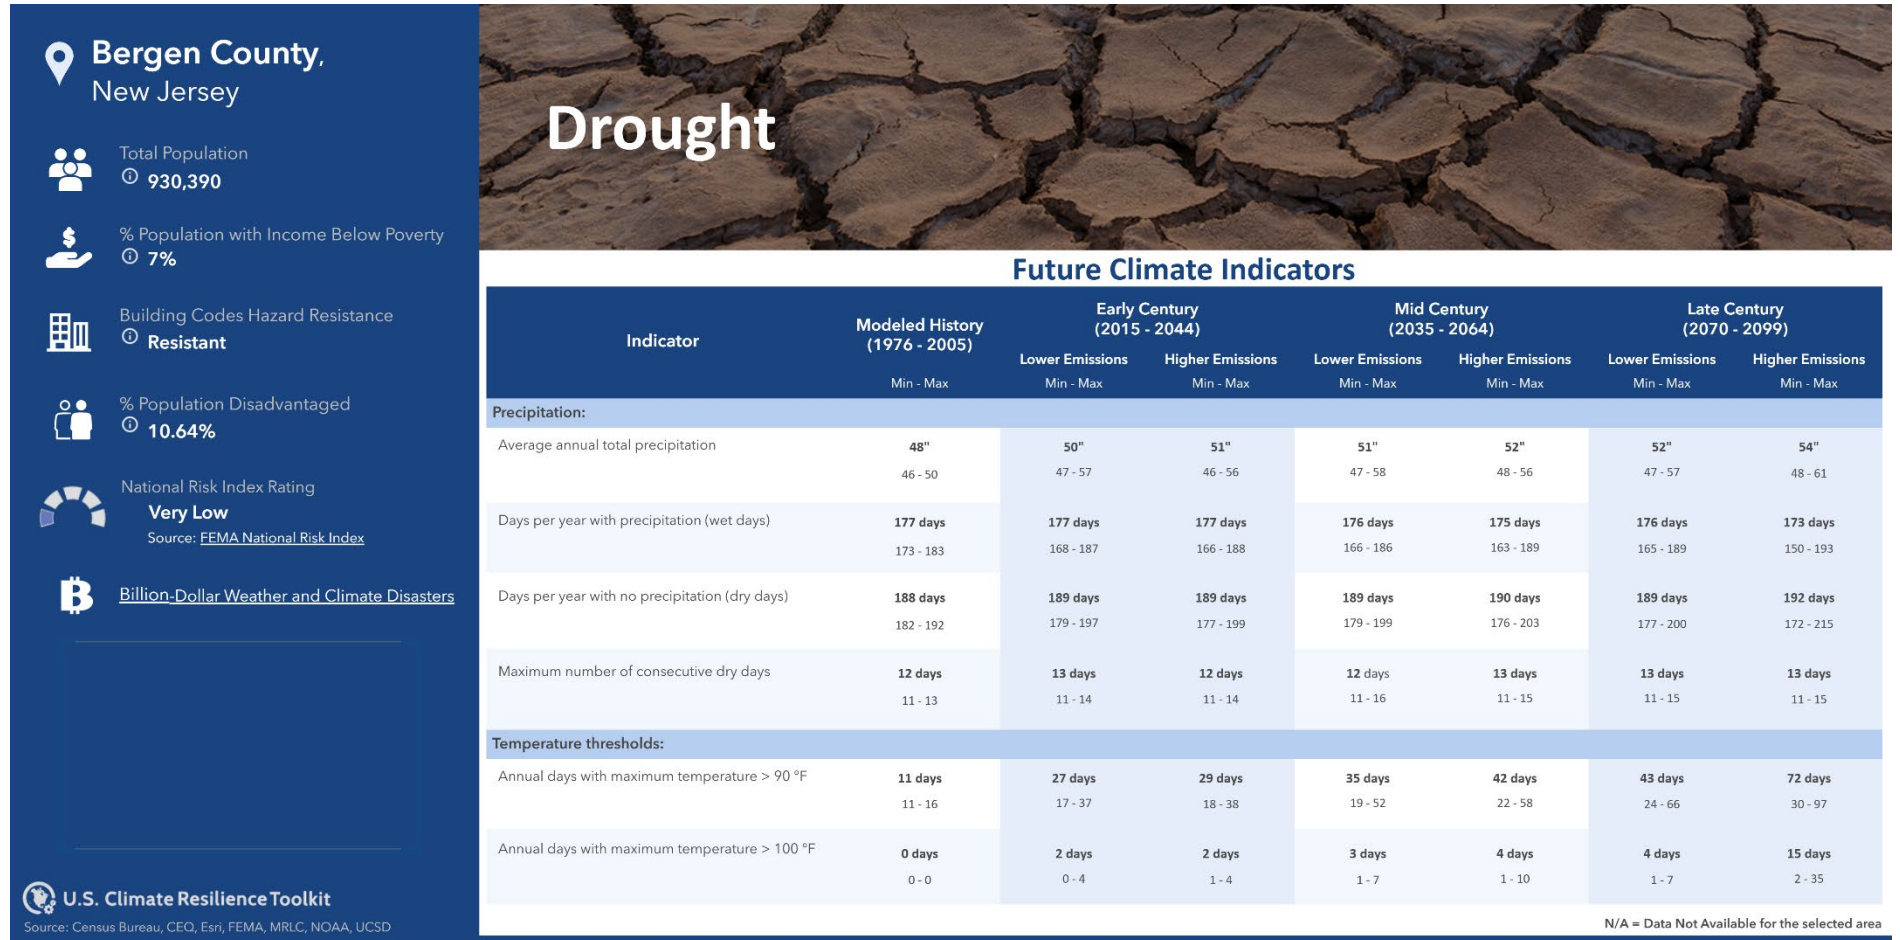 Bergen County,
New Jersey
Total Population
930,390
% Population with Income Below Poverty
7%
Building Codes Hazard Resistance
Resistant
% Population Disadvantaged
10.64%
National Risk Index Rating
Very Low
Source: FEMA National Risk Index
Billion-Dollar Weather and Climate Disasters
U.S. Climate Resilience Toolkit
Source: Census Bureau, CEQ, Esri, FEMA, MRLC, NOAA, UCSD
Drought
Future Climate Indicators
Indicator
Modeled History
(1976 - 2005)
Early Century
(2015 - 2044)
Mid Century
(2035 - 2064)
Late Century
(2070 - 2099)
Lower Emissions Higher Emissions Lower Emissions Higher Emissions Lower Emissions Higher Emissions
Min - Max Min - Max Min - Max Min - Max Min - Max Min - Max Min - Max
Precipitation:
Average annual total precipitation 48" 50" 51" 51" 52" 52" 54"
46 - 50 47 - 57 46 - 56 47 - 58 48 - 56 47 - 57 48 - 61
Days per year with precipitation (wet days) 177 days 177 days 177 days 176 days 175 days 176 days 173 days
173 - 183 168 - 187 166 - 188 166 - 186 163 - 189 165 - 189 150 - 193
Days per year with no precipitation (dry days) 188 days 189 days 189 days 189 days 190 days 189 days 192 days
182 - 192 179 - 197 177 - 199 179 - 199 176 - 203 177 - 200 172 - 215
Maximum number of consecutive dry days 12 days 13 days 12 days 12 days 13 days 13 days 13 days
11 - 13 11 - 14 11 - 14 11 - 16 11 - 15 11 - 15 11 - 15
Temperature thresholds:
Annual days with maximum temperature > 90 °F 11 days 27 days 29 days 35 days 42 days 43 days 72 days
11 - 16 17 - 37 18 - 38 19 - 52 22 - 58 24 - 66 30 - 97
Annual days with maximum temperature > 100 °F 0 days 2 days 2 days 3 days 4 days 4 days 15 days
0 - 0 0 - 4 1 - 4 1 - 7 1 - 10 1 - 7 2 - 35
N/A = Data Not Available for the selected area